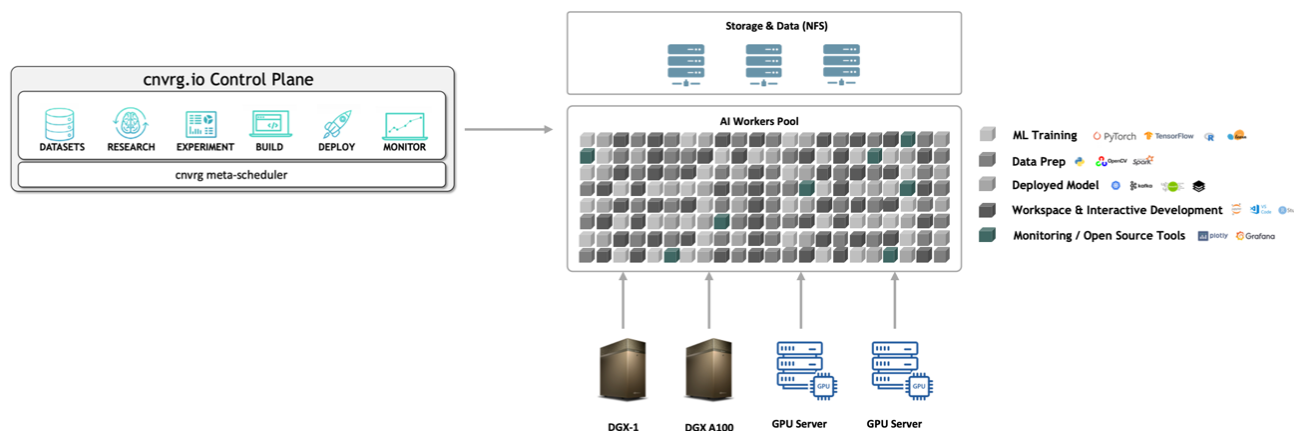 Storage & Data (NFS)
cnvrg.io Control Plane
DATASETS RESEARCH EXPERIMENT BUILD DEPLOY MONITOR
cnvrg meta-scheduler
AI Workers Pool
ML Training PyTorch TensorFlow R
Data Prep OpenCV Spark
Deployed Model kafka
Workspace & Interactive Development VS Code
Monitoring / Open Source Tools plotly Grafana
GPU GPU
DGX-1 DGX A100 GPU Server GPU Server